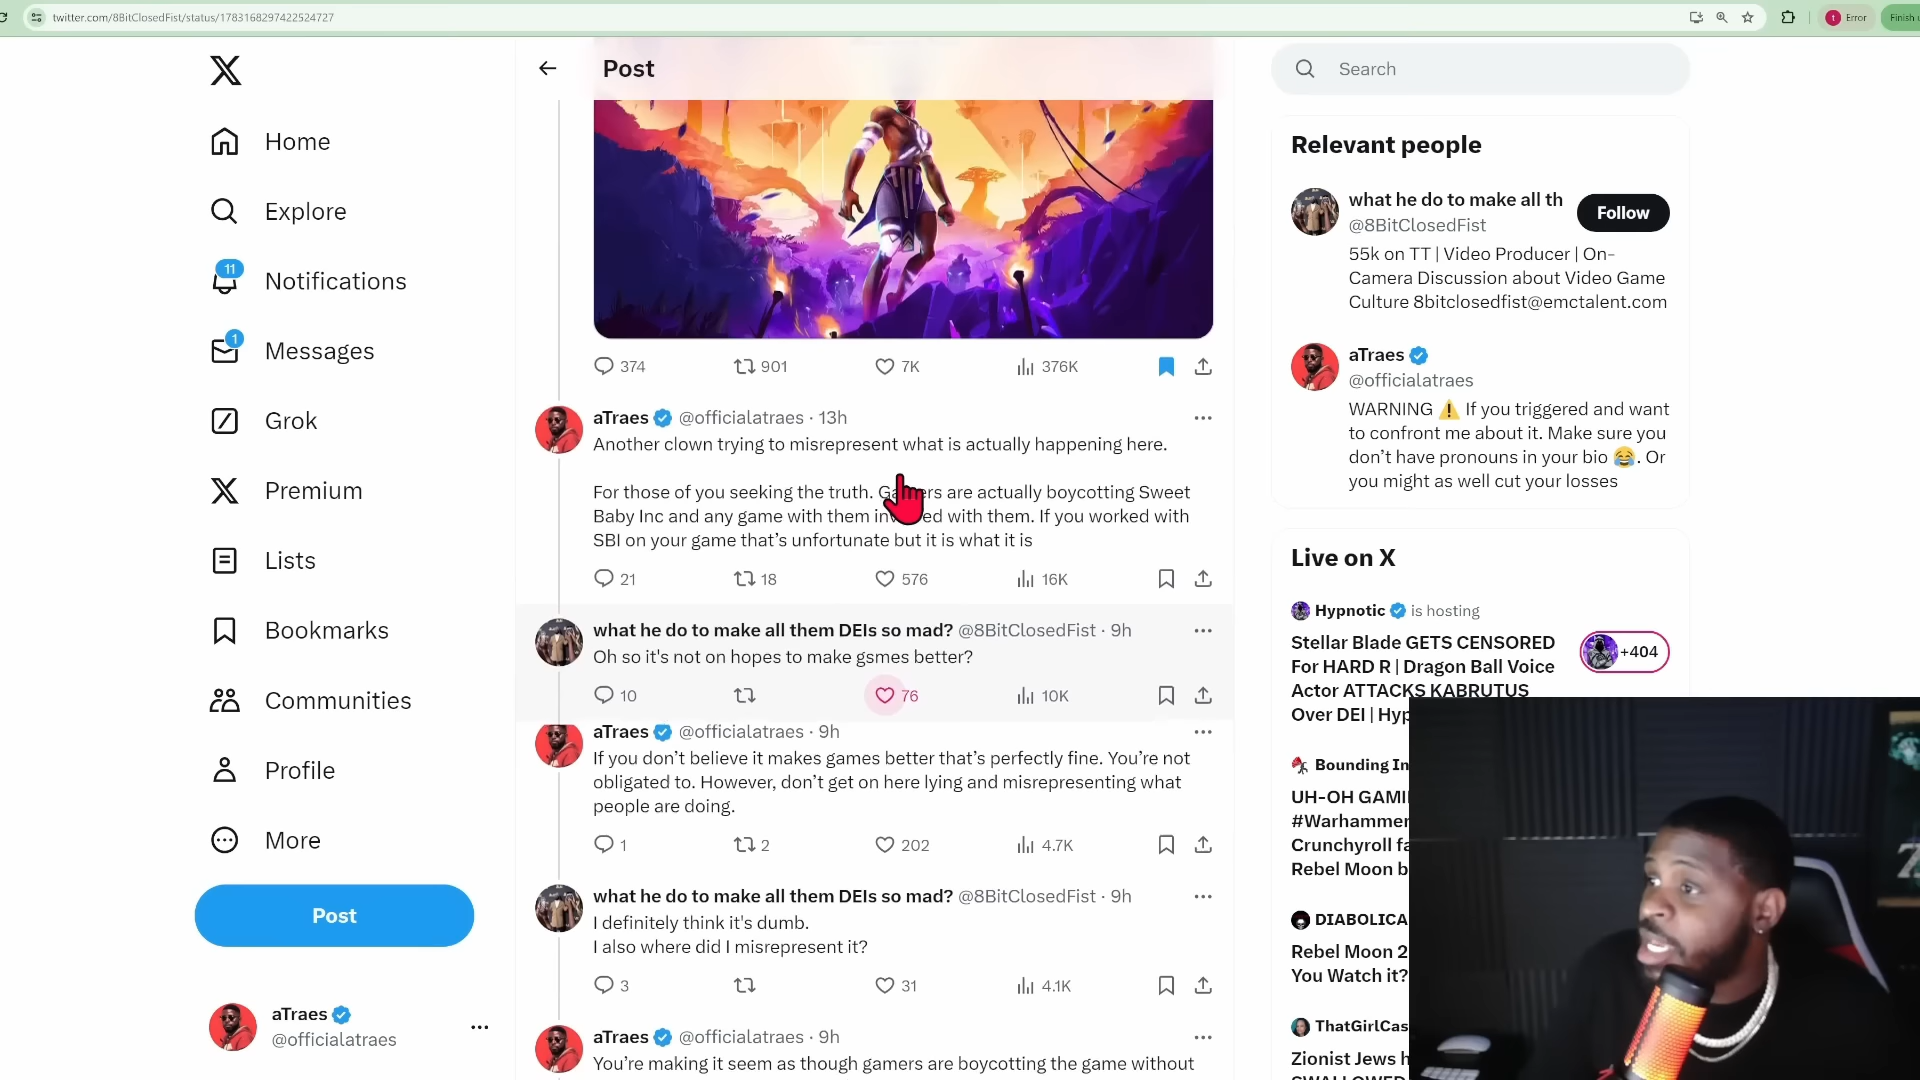 twitter.com/8BitClosedFist/status/1783168297422524727
t Error
Finish u
Home
Explore
11
Notifications
1
Messages
Grok
Premium
Lists
Bookmarks
Communities
Profile
More
Post
aTraes
@officialatraes
Post
374
901
7K
376K
aTraes @officialatraes · 13h
Another clown trying to misrepresent what is actually happening here.
For those of you seeking the truth. are actually boycotting Sweet
Baby Inc and any game with them with them. If you worked with
SBI on your game that's unfortunate but it is what it is
21
18
576
16K
what he do to make all them DEIs so mad? @8BitClosedFist · 9h
Oh so it's not on hopes to make gsmes better?
10
76
10K
aTraes @officialatraes · 9h
If you don't believe it makes games better that's perfectly fine. You're not
obligated to. However, don't get on here lying and misrepresenting what
people are doing.
1
2
202
4.7K
what he do to make all them DEIs so mad? @8BitClosedFist · 9h
I definitely think it's dumb.
I also where did I misrepresent it?
3
31
4.1K
aTraes @officialatraes · 9h
You're making it seem as though gamers are boycotting the game without
Search
Relevant people
what he do to make all th
@8BitClosedFist
Follow
55k on TT | Video Producer | On-
Camera Discussion about Video Game
Culture 8bitclosedfist@emctalent.com
aTraes
@officialatraes
WARNING ⚠️ If you triggered and want
to confront me about it. Make sure you
don't have pronouns in your bio 😂. Or
you might as well cut your losses
Live on X
Hypnotic is hosting
Stellar Blade GETS CENSORED
For HARD R | Dragon Ball Voice
Actor ATTACKS KABRUTUS
Over DEI | Hyp
+404
Bounding In
UH-OH GAMI
#Warhammer
Crunchyroll fa
Rebel Moon b
DIABOLICA
Rebel Moon 2
You Watch it?
ThatGirlCas
Zionist Jews h